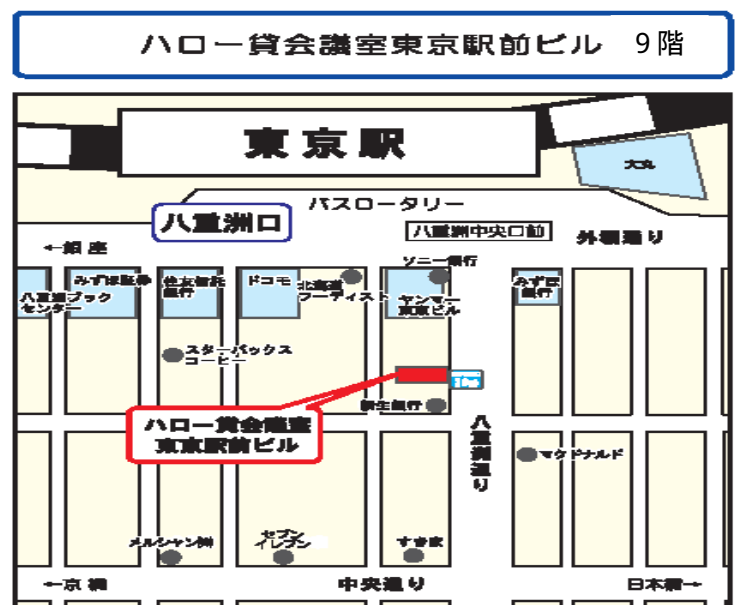 ハロー貸会議室東京駅前ビル 9階
東京駅
大丸
バスロータリー
八重洲口
八重洲中央口前
外堀通り
←銀座
ソニー銀行
みずほ証券
住友信託
銀行
ドコモ
北海道
フーディスト
ヤンマー
東京ビル
みずほ
銀行
八重洲ブック
センター
スターバックス
コーヒー
新生銀行
ハロー貸会議室
東京駅前ビル
八重洲通り
マクドナルド
メルシャン㈱
セブン
イレブン
すき家
←京橋
中央通り
日本橋→